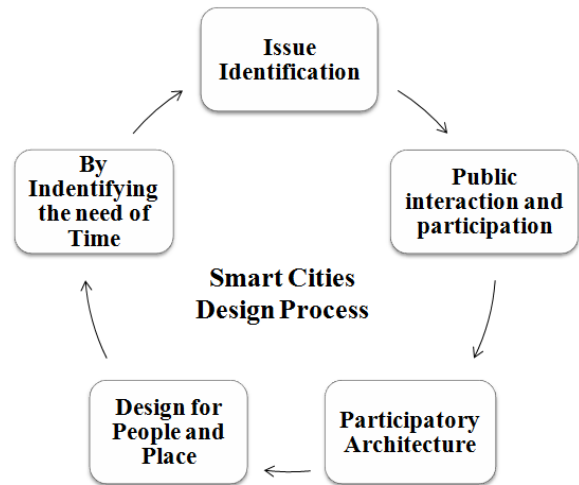 Issue
Identification
Public
interaction and
participation
Participatory
Architecture
Design for
People and
Place
By
Indentifying
the need of
Time
Smart Cities
Design Process